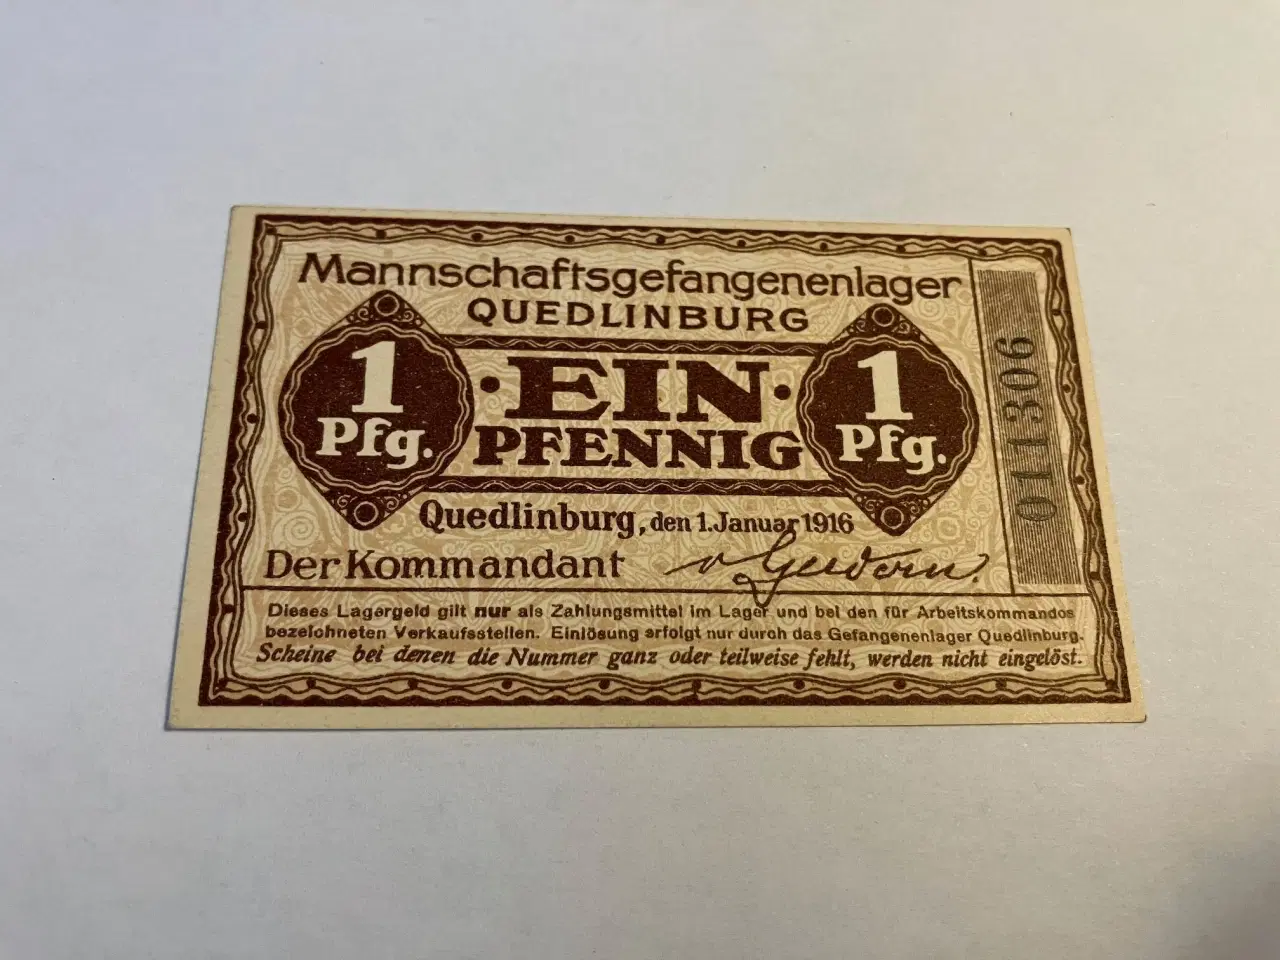 Mannschaftsgefangenenlager
QUEDLINBURG
1 Pfg.
· EIN ·
PFENNIG
1 Pfg.
Quedlinburg, den 1. Januar 1916
Der Kommandant
Dieses Lagergeld gilt nur als Zahlungsmittel im Lager und bei den für Arbeitskommandos
bezeichneten Verkaufsstellen. Einlösung erfolgt nur durch das Gefangenenlager Quedlinburg.
Scheine bei denen die Nummer ganz oder teilweise fehlt, werden nicht eingelöst.
011306